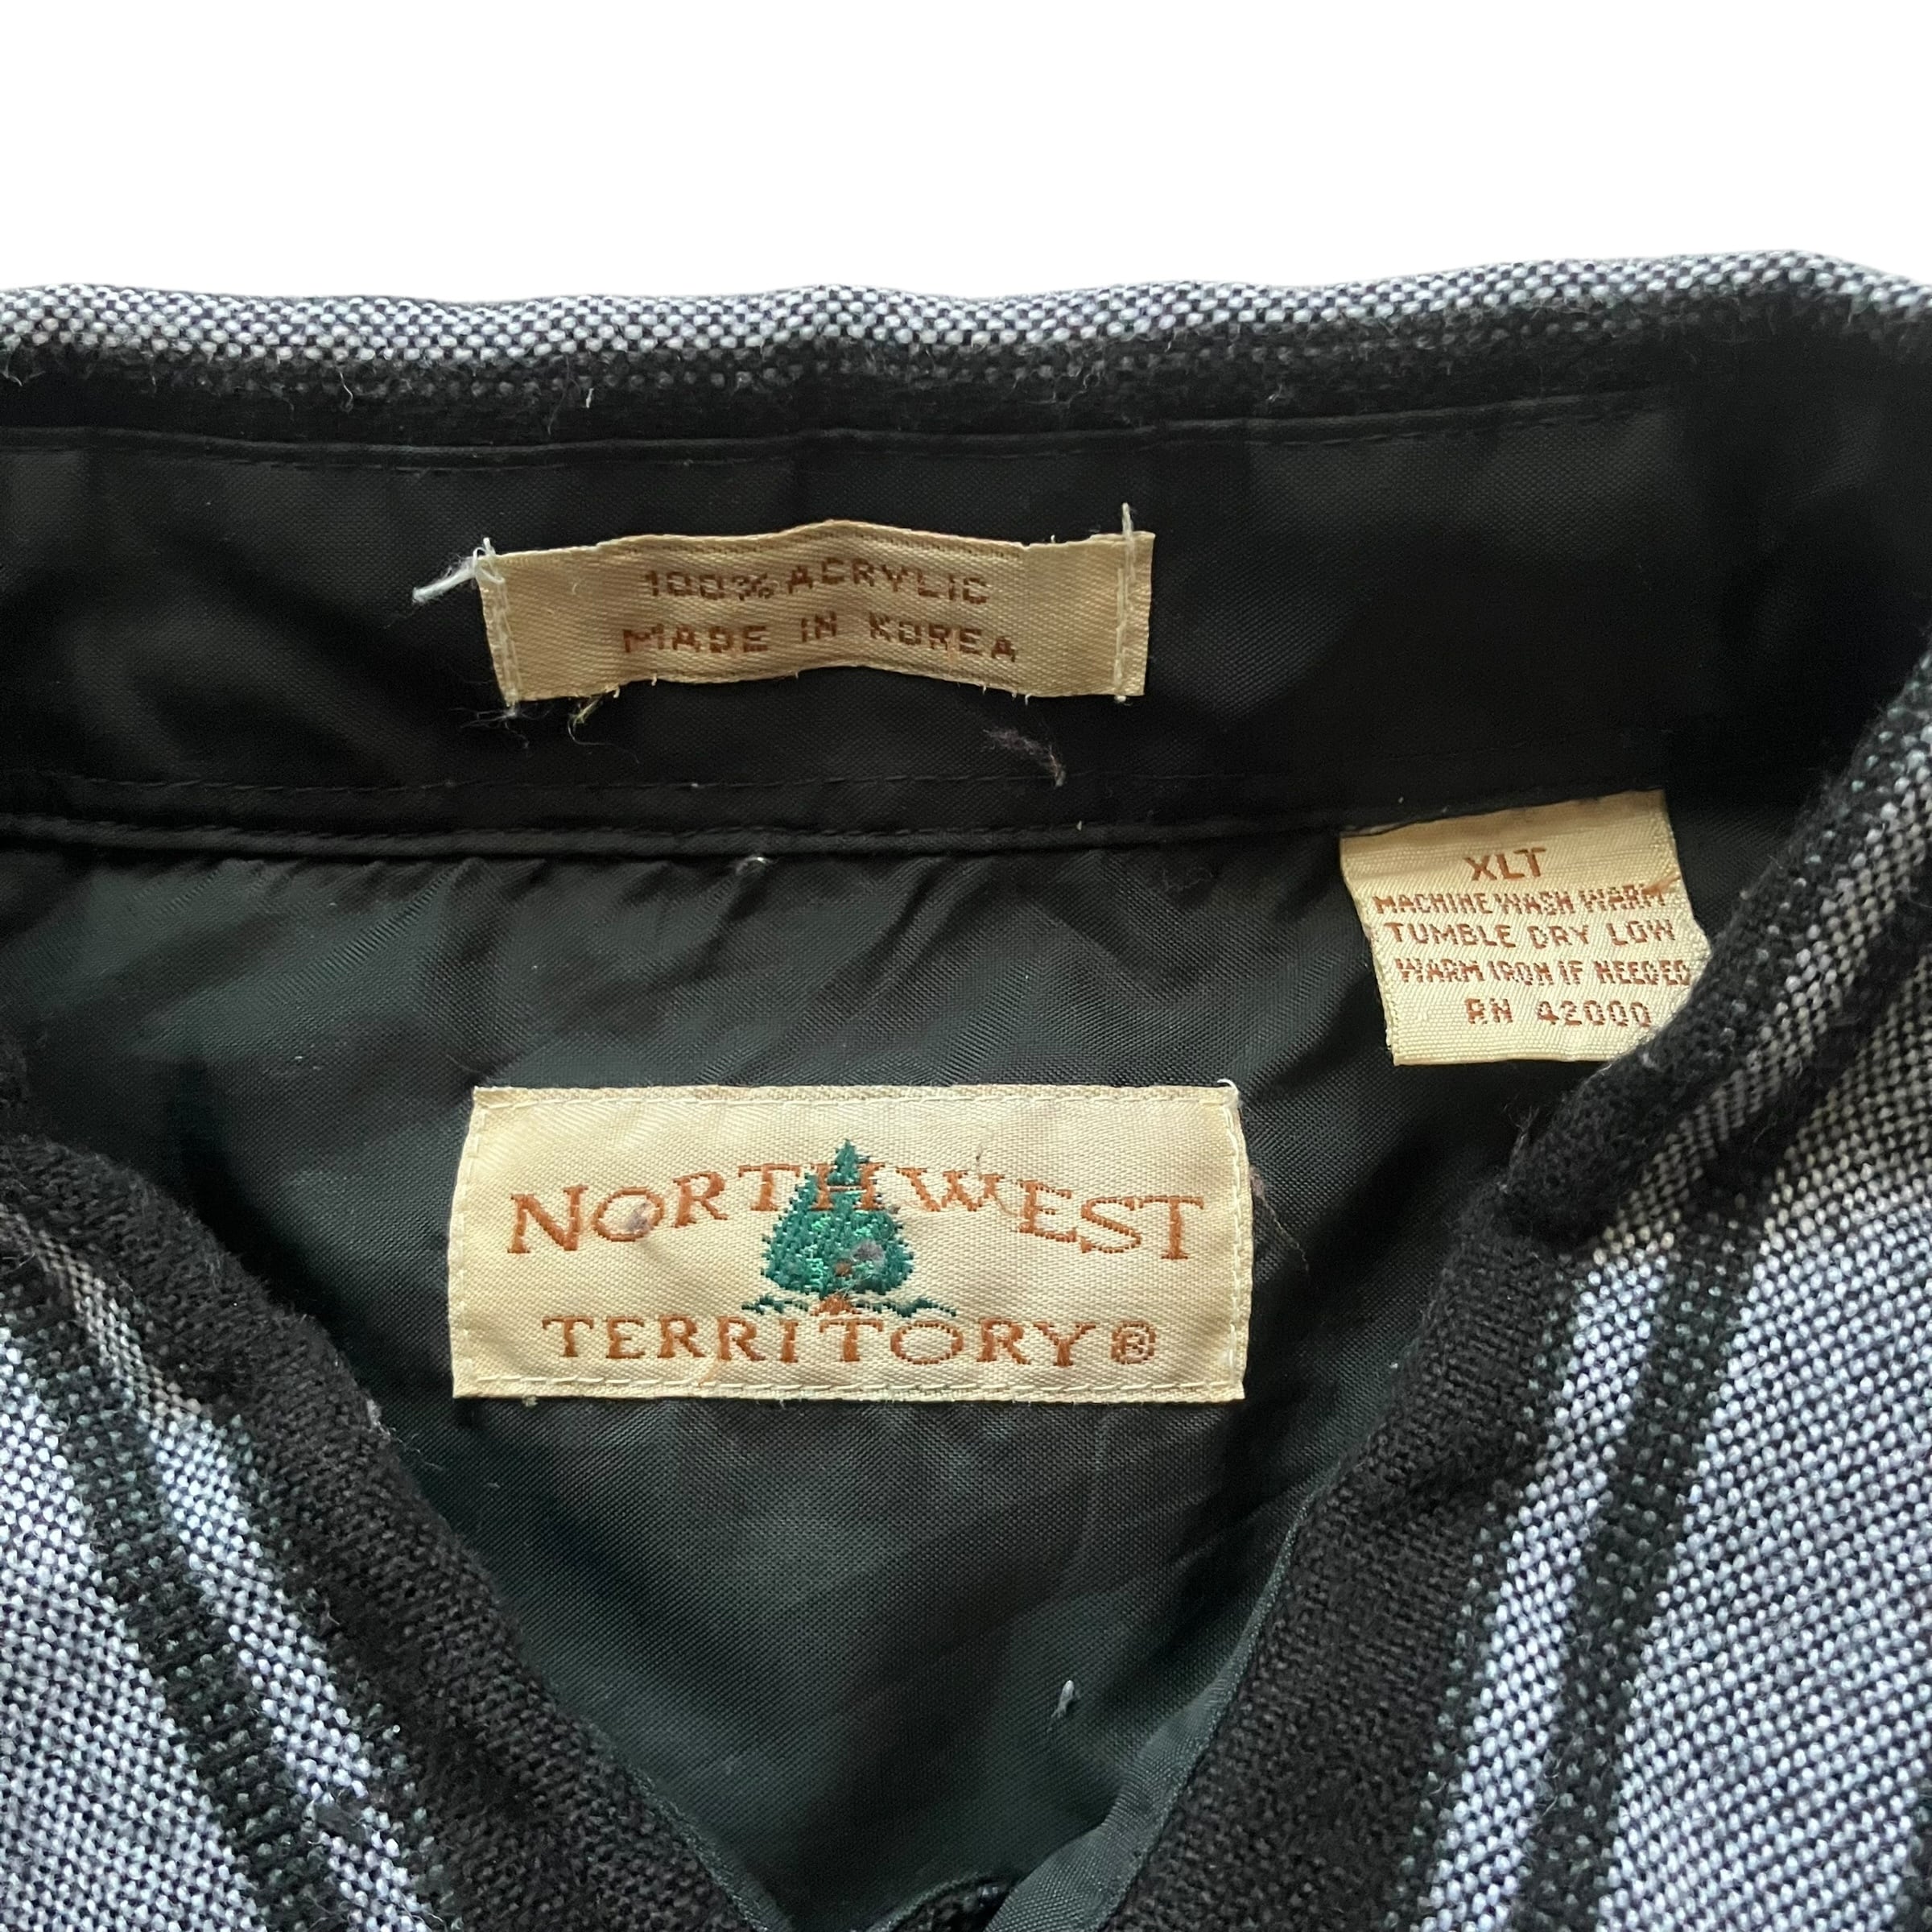 100% ACRYLIC
MADE IN KOREA
XLT
MACHINE WASH WARM
TUMBLE DRY LOW
WARM IRON IF NEEDED
RN 42000
NORTHWEST
TERRITORY®